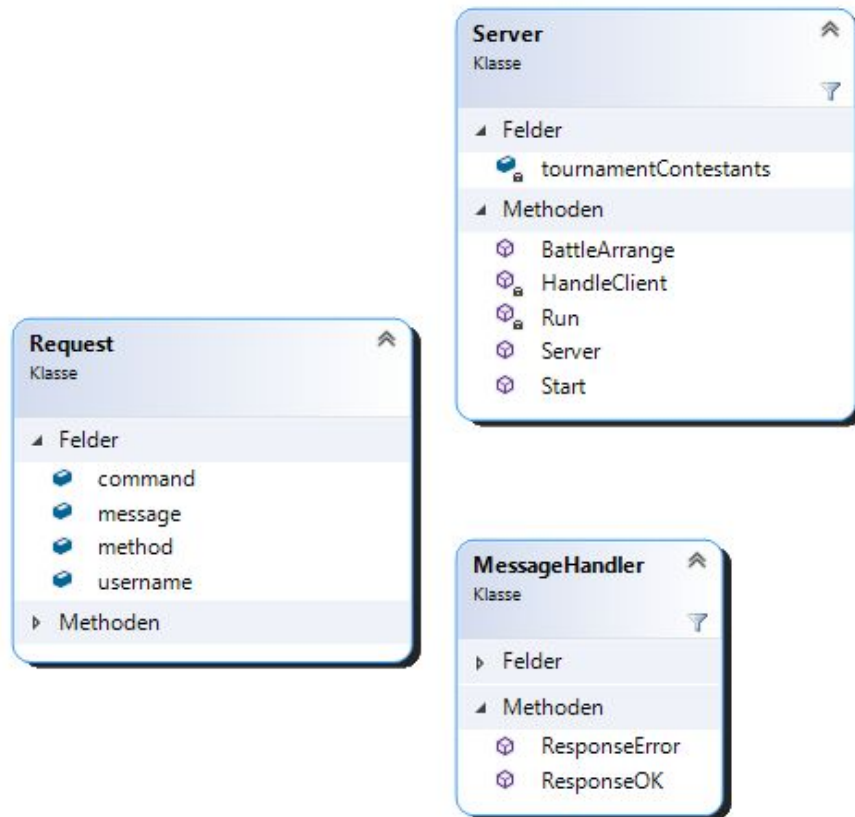 Server
Klasse
Felder
tournamentContestants
Methoden
BattleArrange
HandleClient
Run
Server
Start
Request
Klasse
Felder
command
message
method
username
Methoden
MessageHandler
Klasse
Felder
Methoden
ResponseError
ResponseOK